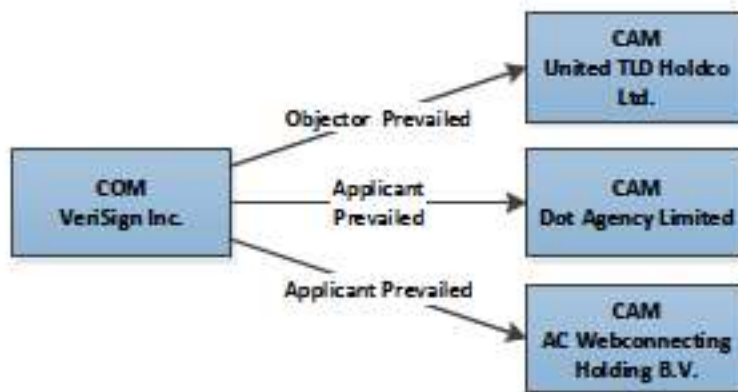 CAM
United TLD Holdco
Ltd.
Objector Prevailed
COM
VeriSign Inc.
Applicant
Prevailed
CAM
Dot Agency Limited
Applicant Prevailed
CAM
AC Webconnecting
Holding B.V.